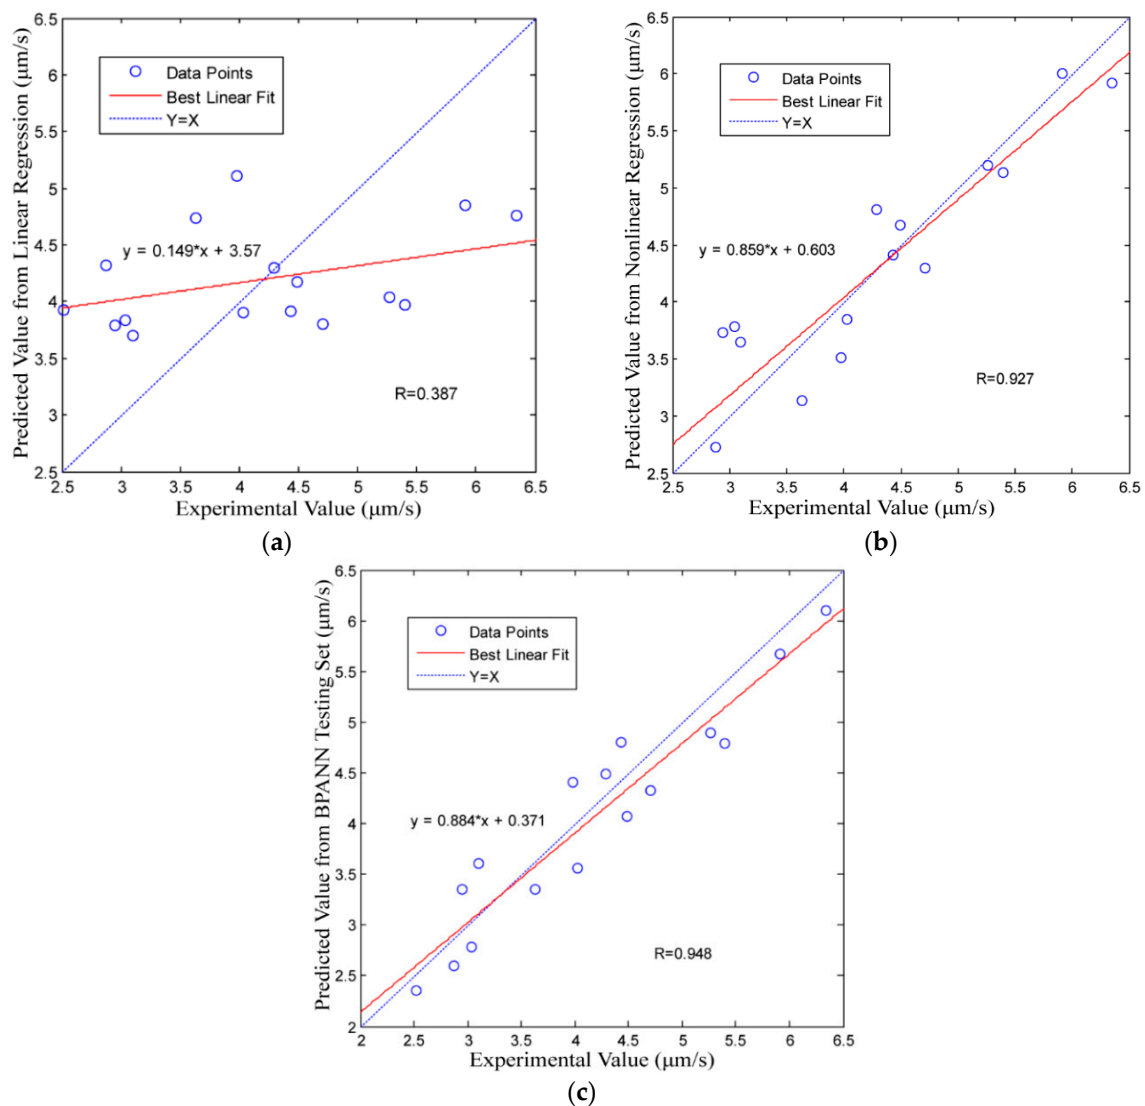 Predicted Value from Linear Regression (μm/s)
6.5
6
5.5
5
4.5
4
3.5
3
2.5
Data Points
Best Linear Fit
Y=X
y = 0.149*x + 3.57
R=0.387
2.5 3 3.5 4 4.5 5 5.5 6 6.5
Experimental Value (μm/s)
(a)
Predicted Value from Nonlinear Regression (μm/s)
6.5
6
5.5
5
4.5
4
3.5
3
2.5
Data Points
Best Linear Fit
Y=X
y = 0.859*x + 0.603
R=0.927
2.5 3 3.5 4 4.5 5 5.5 6 6.5
Experimental Value (μm/s)
(b)
Predicted Value from BPANN Testing Set (μm/s)
6.5
6
5.5
5
4.5
4
3.5
3
2.5
2
Data Points
Best Linear Fit
Y=X
y = 0.884*x + 0.371
R=0.948
2 2.5 3 3.5 4 4.5 5 5.5 6 6.5
Experimental Value (μm/s)
(c)